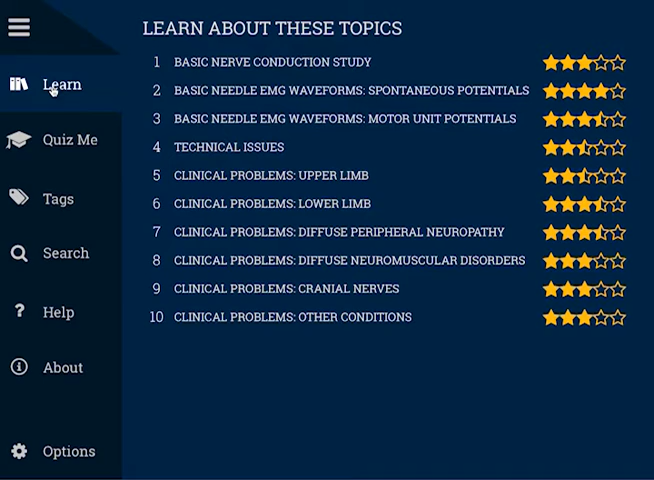 LEARN ABOUT THESE TOPICS
1 BASIC NERVE CONDUCTION STUDY
2 BASIC NEEDLE EMG WAVEFORMS: SPONTANEOUS POTENTIALS
3 BASIC NEEDLE EMG WAVEFORMS: MOTOR UNIT POTENTIALS
4 TECHNICAL ISSUES
5 CLINICAL PROBLEMS: UPPER LIMB
6 CLINICAL PROBLEMS: LOWER LIMB
7 CLINICAL PROBLEMS: DIFFUSE PERIPHERAL NEUROPATHY
8 CLINICAL PROBLEMS: DIFFUSE NEUROMUSCULAR DISORDERS
9 CLINICAL PROBLEMS: CRANIAL NERVES
10 CLINICAL PROBLEMS: OTHER CONDITIONS
Learn
Quiz Me
Tags
Search
Help
About
Options